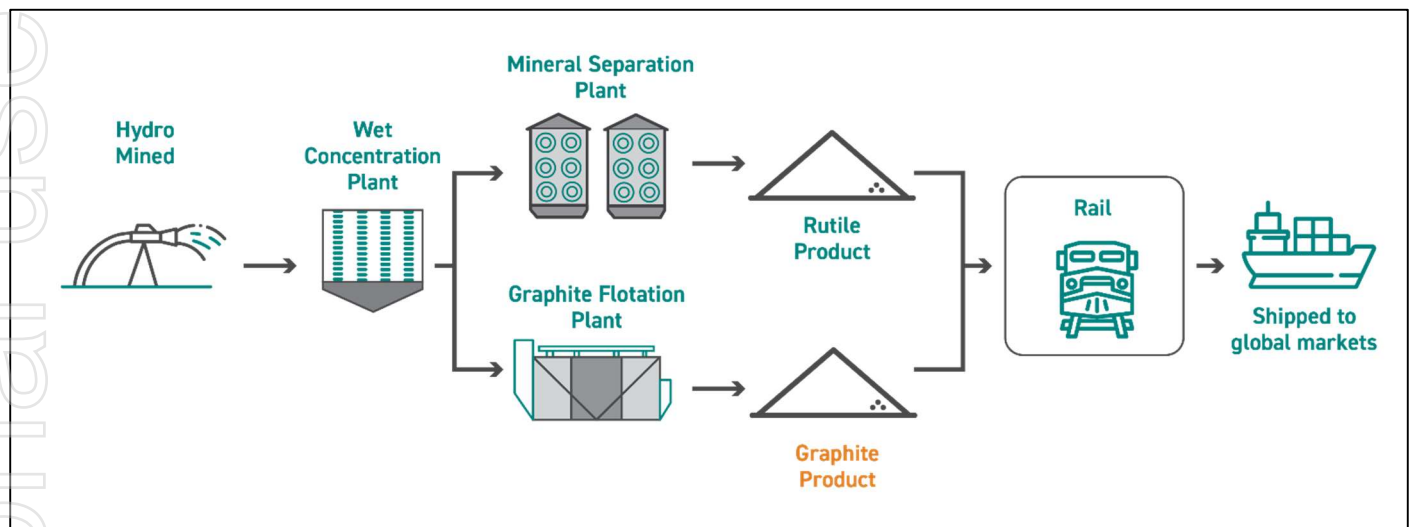 Hydro
Mined
Wet
Concentration
Plant
Mineral Separation
Plant
Graphite Flotation
Plant
Rutile
Product
Graphite
Product
Rail
Shipped to
global markets